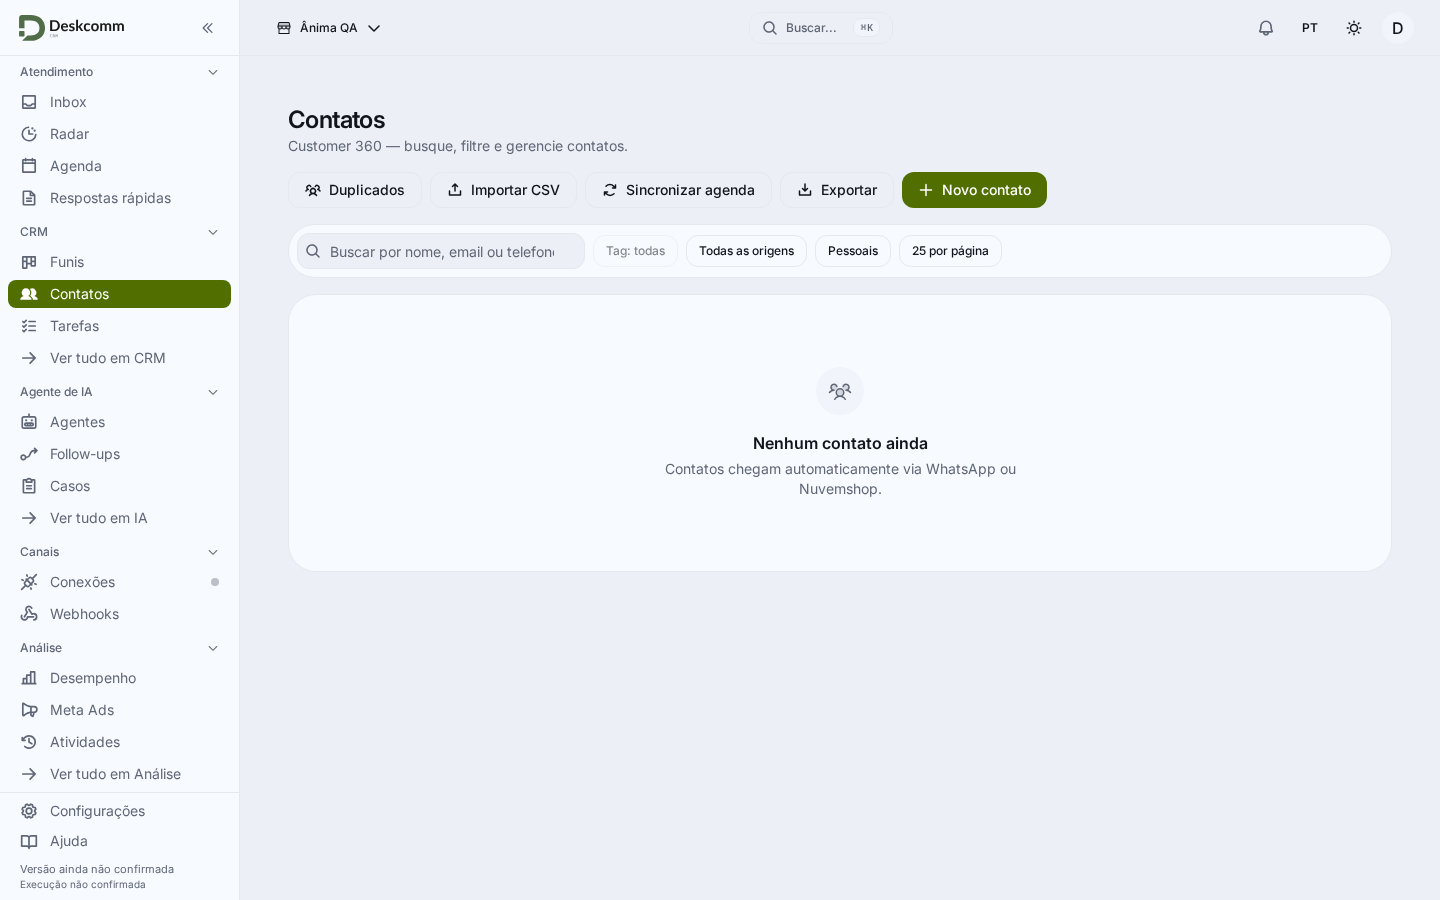 Deskcomm
Ânima QA
Buscar...
⌘K
PT
D
Atendimento
Inbox
Radar
Agenda
Respostas rápidas
CRM
Funis
Contatos
Tarefas
Ver tudo em CRM
Agente de IA
Agentes
Follow-ups
Casos
Ver tudo em IA
Canais
Conexões
Webhooks
Análise
Desempenho
Meta Ads
Atividades
Ver tudo em Análise
Configurações
Ajuda
Versão ainda não confirmada
Execução não confirmada
Contatos
Customer 360 — busque, filtre e gerencie contatos.
Duplicados
Importar CSV
Sincronizar agenda
Exportar
Novo contato
Buscar por nome, email ou telefon
Tag: todas
Todas as origens
Pessoais
25 por página
Nenhum contato ainda
Contatos chegam automaticamente via WhatsApp ou
Nuvemshop.